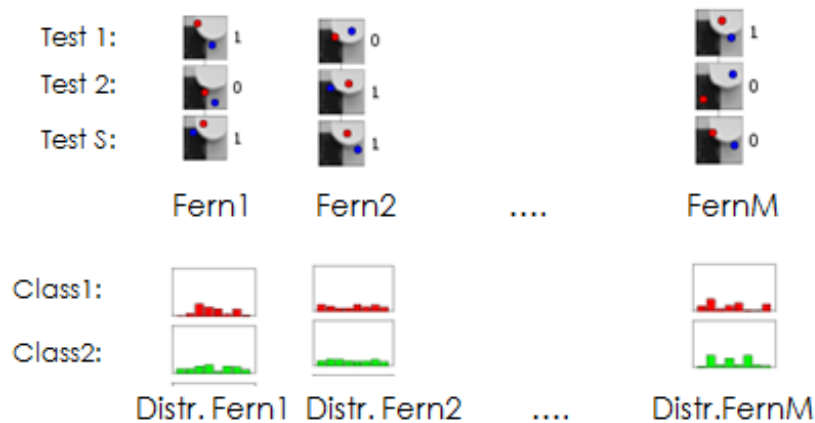 Test 1: 1 0 1
Test 2: 0 1 0
Test S: 1 1 0
Fern1 Fern2 .... FernM
Class1:
Class2:
Distr. Fern1 Distr. Fern2 .... Distr.FernM